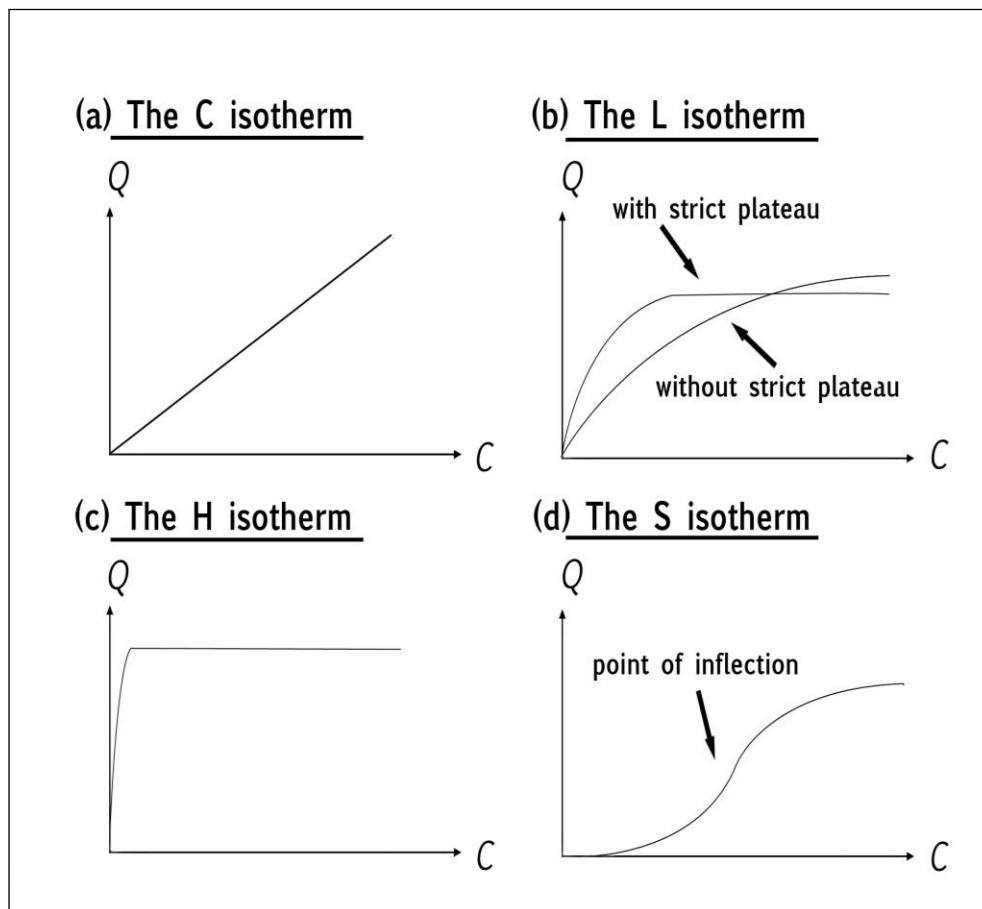 (a) The C isotherm
Q
C
(b) The L isotherm
Q
with strict plateau
without strict plateau
C
(c) The H isotherm
Q
C
(d) The S isotherm
Q
point of inflection
C